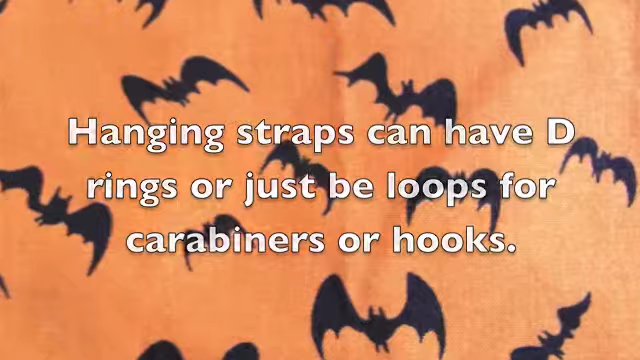 Hanging straps can have D
rings or just be loops for
carabiners or hooks.